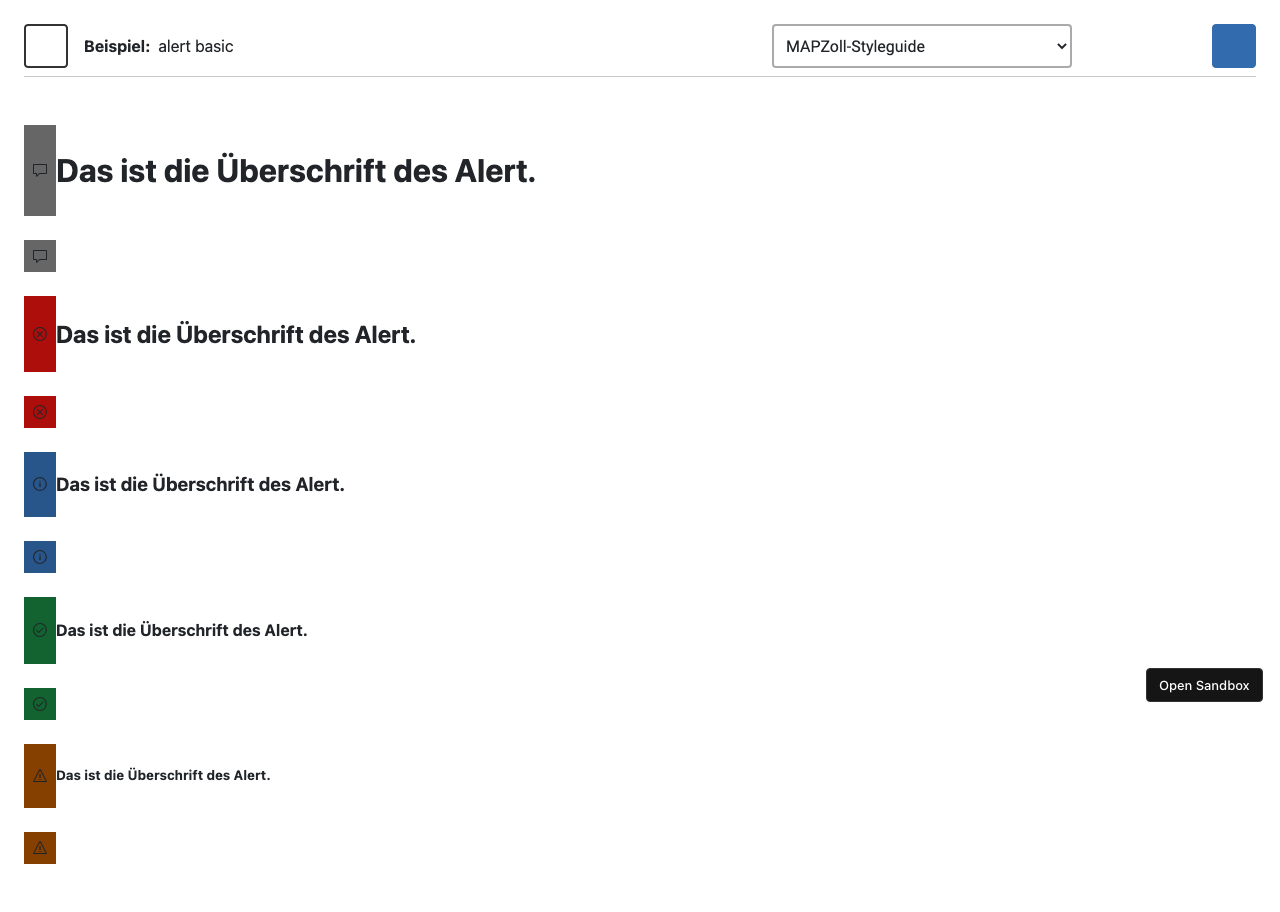 Beispiel: alert basic
MAPZoll-Styleguide
Das ist die Überschrift des Alert.
Das ist die Überschrift des Alert.
Das ist die Überschrift des Alert.
Das ist die Überschrift des Alert.
Open Sandbox
Das ist die Überschrift des Alert.